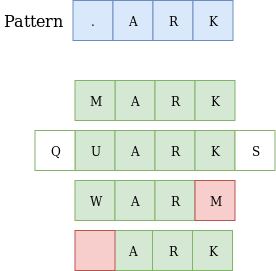 Pattern . A R K
M A R K
Q U A R K S
W A R M
A R K